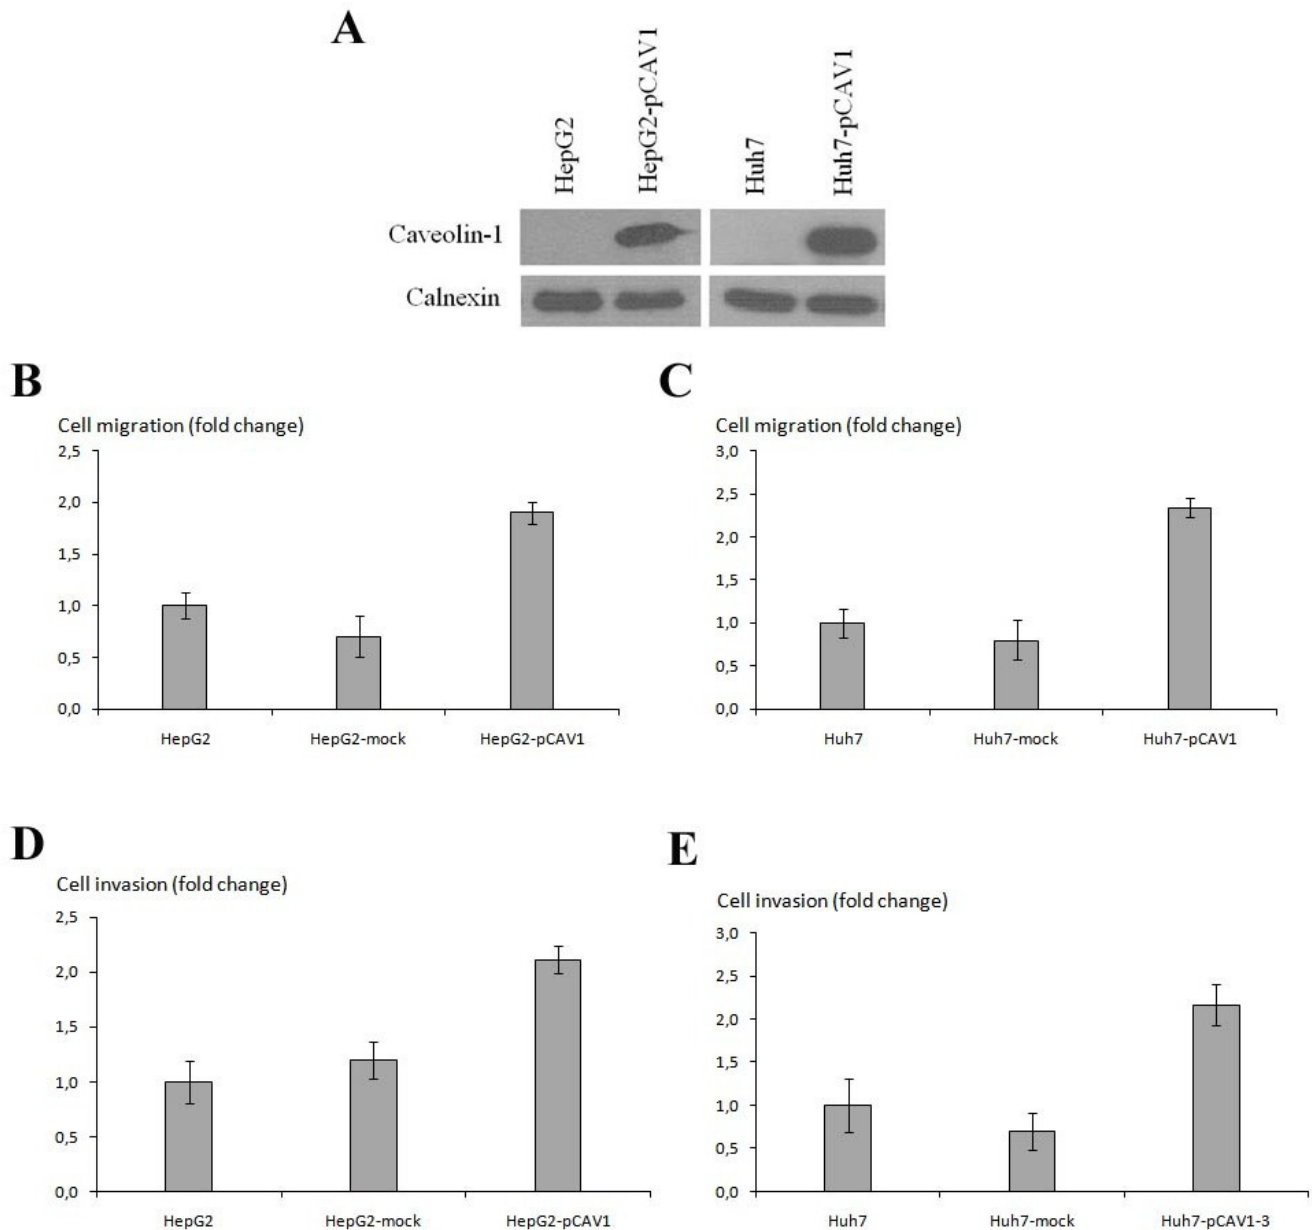 A
HepG2
HepG2-pCAV1
Huh7
Huh7-pCAV1
Caveolin-1
Calnexin
B
Cell migration (fold change)
2,5
2,0
1,5
1,0
0,5
0,0
HepG2 HepG2-mock HepG2-pCAV1
C
Cell migration (fold change)
3,0
2,5
2,0
1,5
1,0
0,5
0,0
Huh7 Huh7-mock Huh7-pCAV1
D
Cell invasion (fold change)
2,5
2,0
1,5
1,0
0,5
0,0
HepG2 HepG2-mock HepG2-pCAV1
E
Cell invasion (fold change)
3,0
2,5
2,0
1,5
1,0
0,5
0,0
Huh7 Huh7-mock Huh7-pCAV1-3